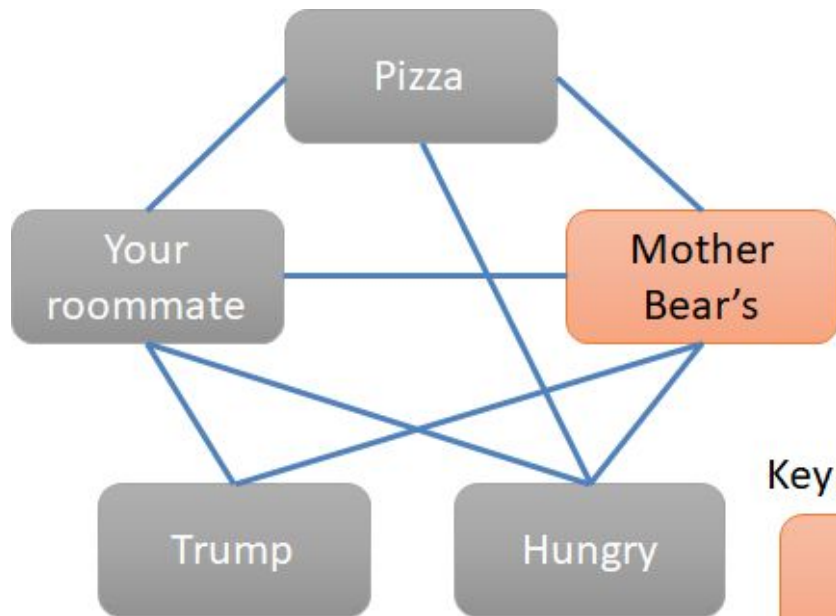 Pizza
Your
roommate
Mother
Bear's
Trump
Hungry
Key